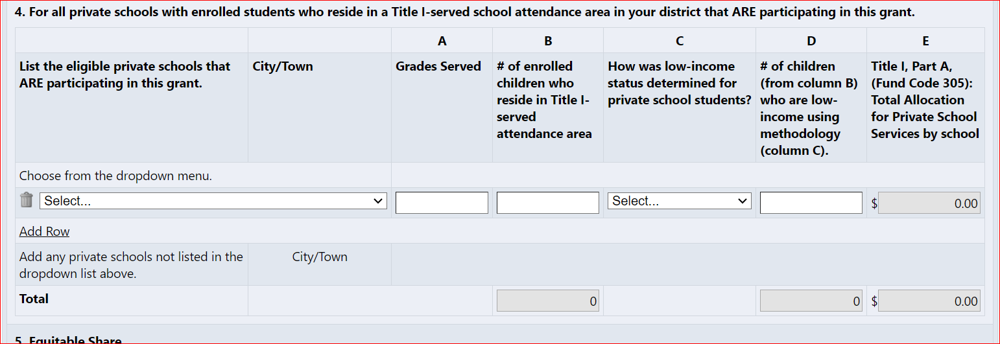 4. For all private schools with enrolled students who reside in a Title I-served school attendance area in your district that ARE participating in this grant.
A
B
C
D
E
List the eligible private schools that
ARE participating in this grant.
City/Town
Grades Served
# of enrolled
children who
reside in Title I-
served
attendance area
How was low-income
status determined for
private school students?
# of children
(from column B)
who are low-
income using
methodology
(column C).
Title I, Part A,
(Fund Code 305):
Total Allocation
for Private School
Services by school
Choose from the dropdown menu.
Select...
Select...
$ 0.00
Add Row
Add any private schools not listed in the
dropdown list above.
City/Town
Total
0
0
$ 0.00
5. Equitable Share